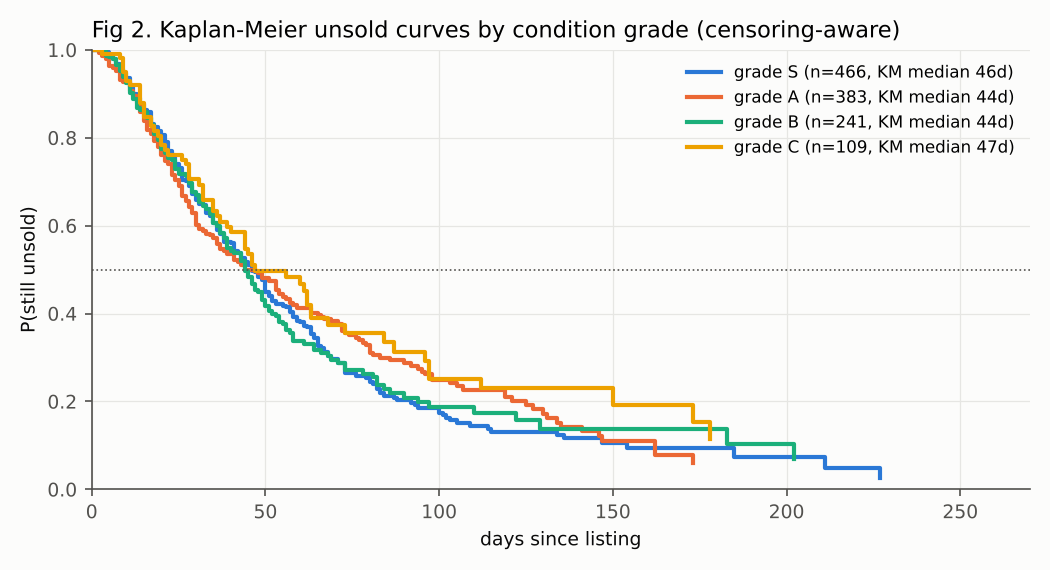 Fig 2. Kaplan-Meier unsold curves by condition grade (censoring-aware)
grade S (n=466, KM median 46d)
grade A (n=383, KM median 44d)
grade B (n=241, KM median 44d)
grade C (n=109, KM median 47d)
P(still unsold)
1.0
0.8
0.6
0.4
0.2
0.0
0 50 100 150 200 250
days since listing